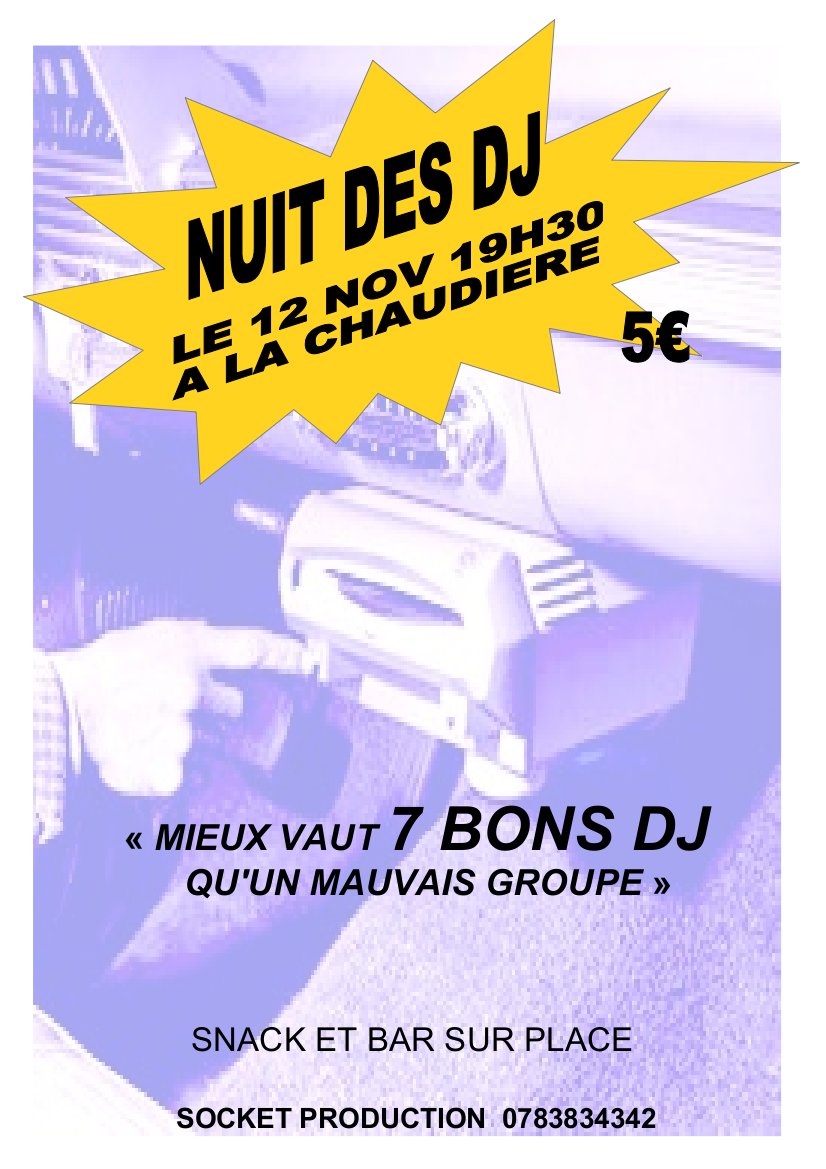 NUIT DES DJ
LE 12 NOV 19H30
A LA CHAUDIERE
5€
« MIEUX VAUT 7 BONS DJ
QU'UN MAUVAIS GROUPE »
SNACK ET BAR SUR PLACE
SOCKET PRODUCTION 0783834342